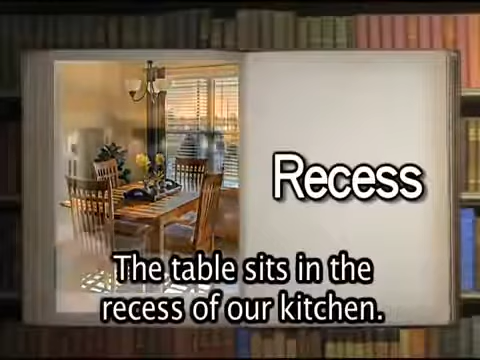 Recess
The table sits in the
recess of our kitchen.